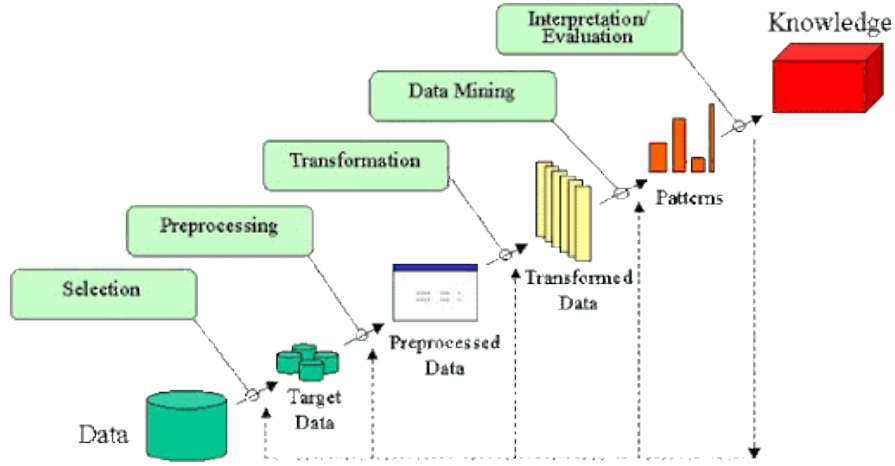 Interpretation/
Evaluation
Knowledge
Data Mining
Transformation
Patterns
Preprocessing
Transformed
Data
Selection
Preprocessed
Data
Target
Data
Data